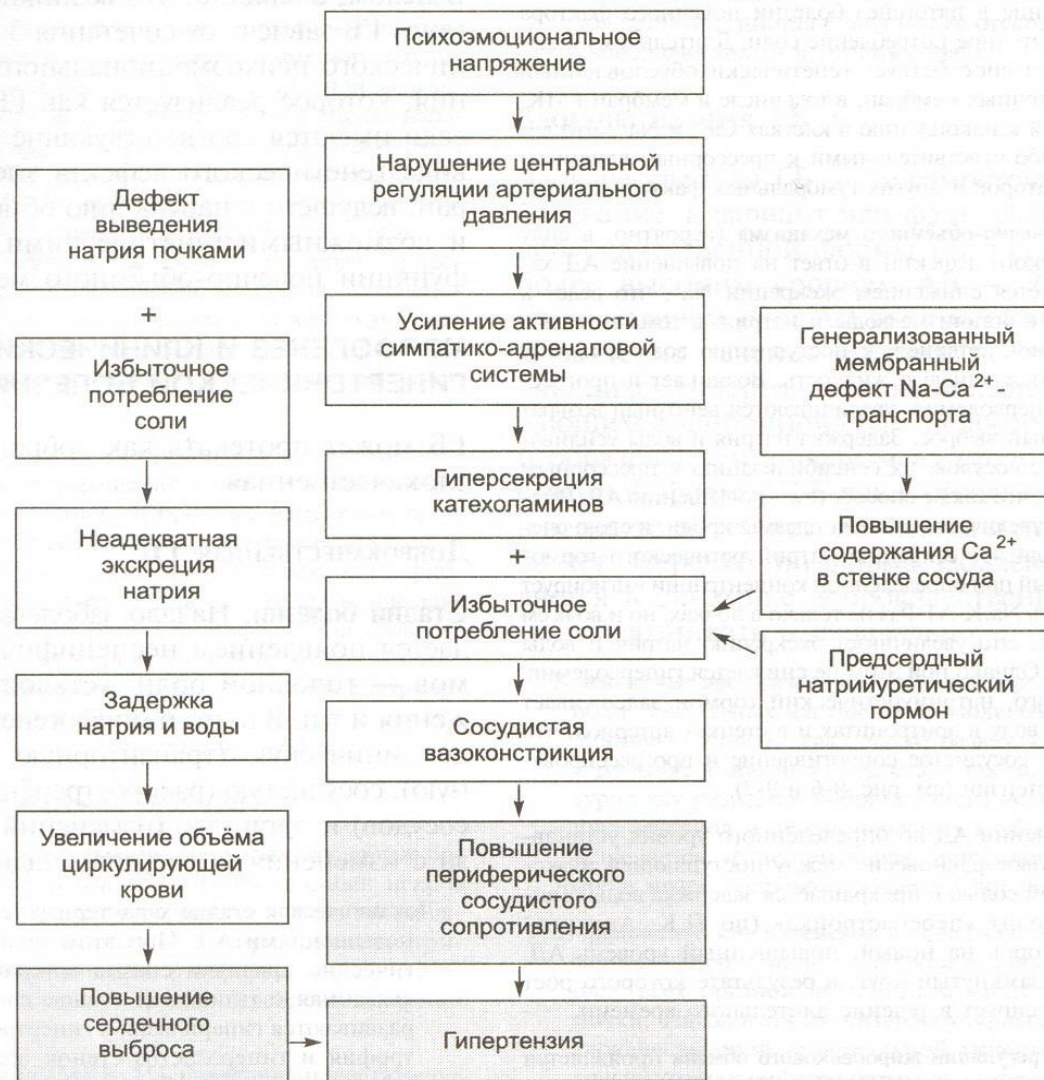 Психоэмоциональное
напряжение
Нарушение центральной
регуляции артериального
давления
Усиление активности
симпатико-адреналовой
системы
Гиперсекреция
катехоламинов
+
Избыточное
потребление соли
Сосудистая
вазоконстрикция
Повышение
периферического
сосудистого
сопротивления
Гипертензия
Дефект
выведения
натрия почками
+
Избыточное
потребление
соли
Неадекватная
экскреция
натрия
Задержка
натрия и воды
Увеличение объёма
циркулирующей
крови
Повышение
сердечного
выброса
Генерализованный
мембранный
дефект Na-Ca²⁺-
транспорта
Повышение
содержания Ca²⁺
в стенке сосуда
Предсердный
натрийуретический
гормон